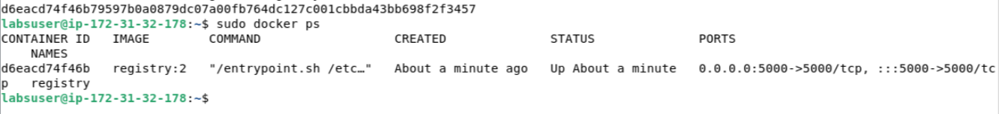 d6eacd74f46b79597b0a0879dc07a00fb764dc127c001cbbda43bb698f2f3457
labsuser@ip-172-31-32-178:~$ sudo docker ps
CONTAINER ID   IMAGE        COMMAND                  CREATED              STATUS              PORTS
    NAMES
d6eacd74f46b   registry:2   "/entrypoint.sh /etc…"   About a minute ago   Up About a minute   0.0.0.0:5000->5000/tcp, :::5000->5000/tc
p   registry
labsuser@ip-172-31-32-178:~$